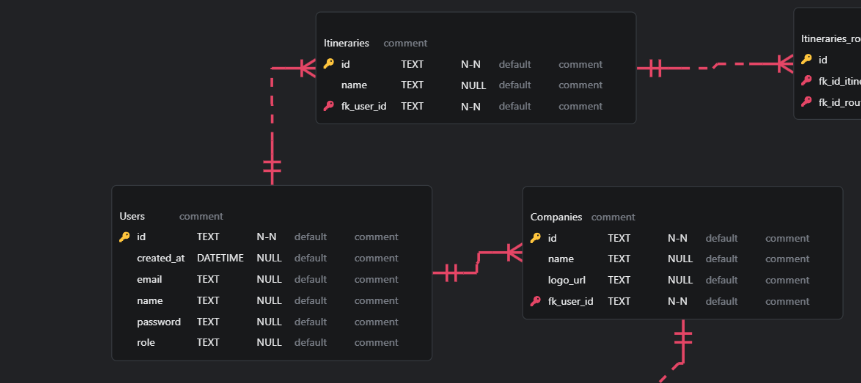 Itineraries comment
id TEXT N-N default comment
name TEXT NULL default comment
fk_user_id TEXT N-N default comment
Itineraries_ro
id
fk_id_itin
fk_id_rou
Users comment
id TEXT N-N default comment
created_at DATETIME NULL default comment
email TEXT NULL default comment
name TEXT NULL default comment
password TEXT NULL default comment
role TEXT NULL default comment
Companies comment
id TEXT N-N default comment
name TEXT NULL default comment
logo_url TEXT NULL default comment
fk_user_id TEXT N-N default comment